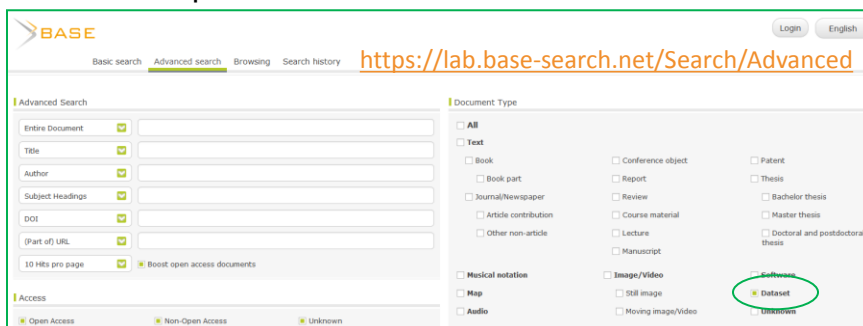 BASE
Login English
Basic search Advanced search Browsing Search history
https://lab.base-search.net/Search/Advanced
Advanced Search
Entire Document
Title
Author
Subject Headings
DOI
(Part of) URL
10 Hits pro page Boost open access documents
Access
Open Access Non-Open Access Unknown
Document Type
All
Text
Book Conference object Patent
Book part Report Thesis
Journal/Newspaper Review Bachelor thesis
Article contribution Course material Master thesis
Other non-article Lecture Doctoral and postdoctoral
thesis
Manuscript
Musical notation Image/Video Software
Map Still image Dataset
Audio Moving image/Video Unknown